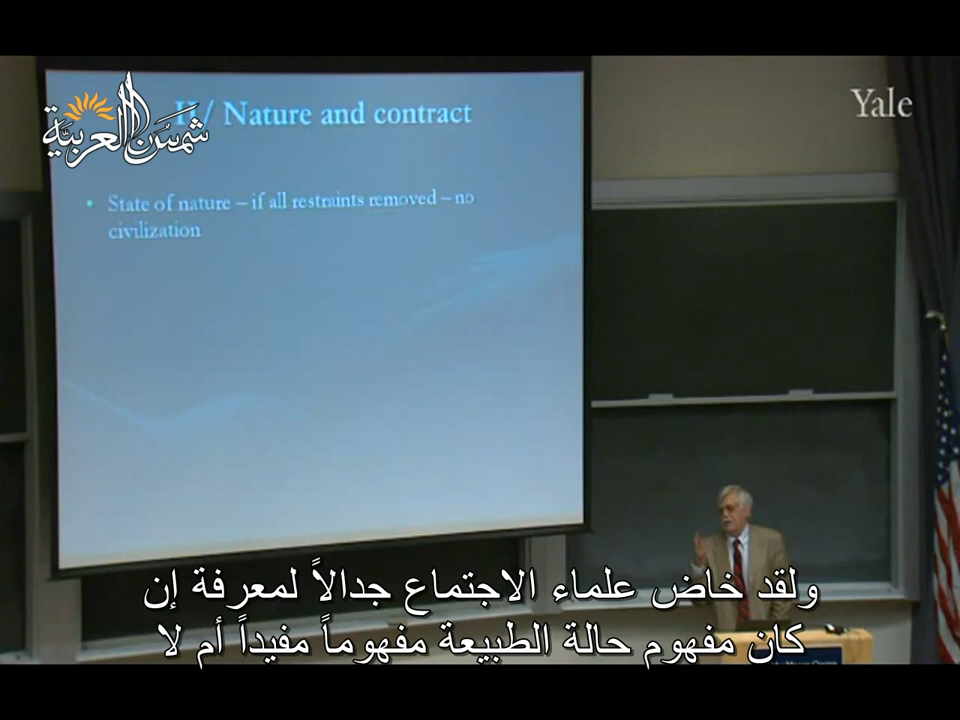 شمس العربية
Yale
II / Nature and contract
• State of nature – if all restraints removed – no
civilization
ولقد خاض علماء الاجتماع جدالاً لمعرفة إن
كان مفهوم حالة الطبيعة مفهوماً مفيداً أم لا